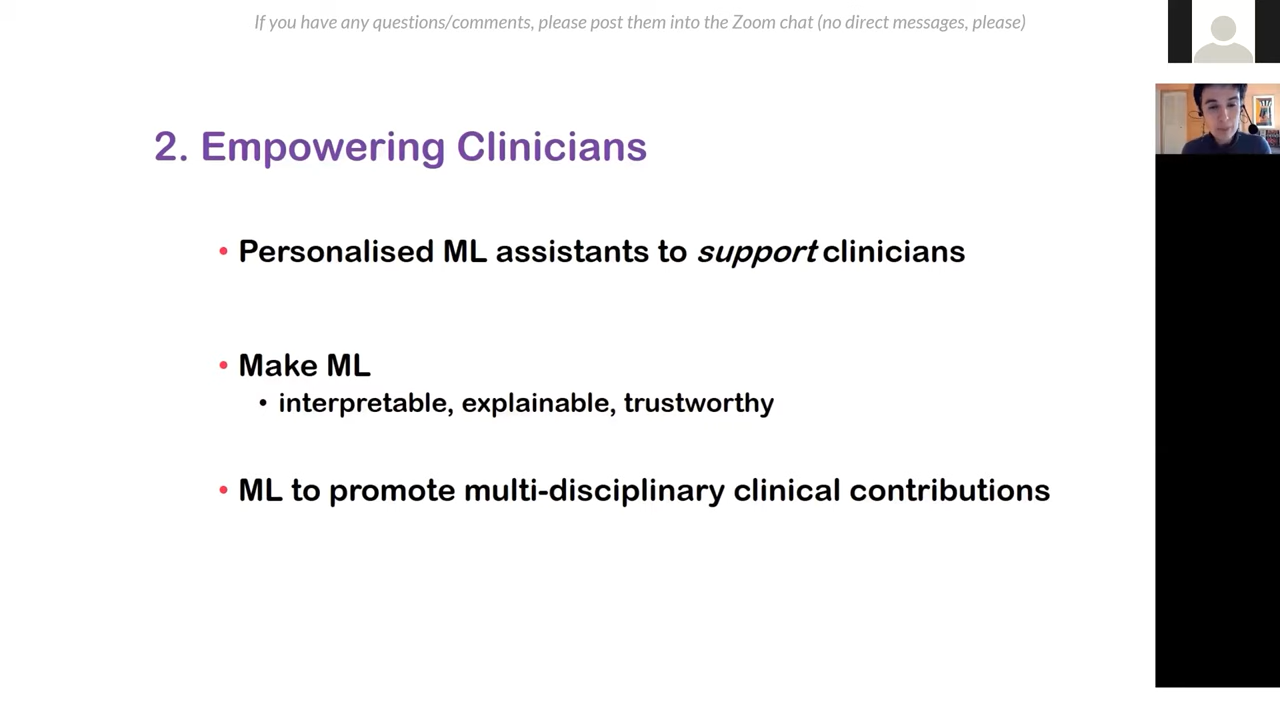 If you have any questions/comments, please post them into the Zoom chat (no direct messages, please)
2. Empowering Clinicians
• Personalised ML assistants to support clinicians
• Make ML
• interpretable, explainable, trustworthy
• ML to promote multi-disciplinary clinical contributions